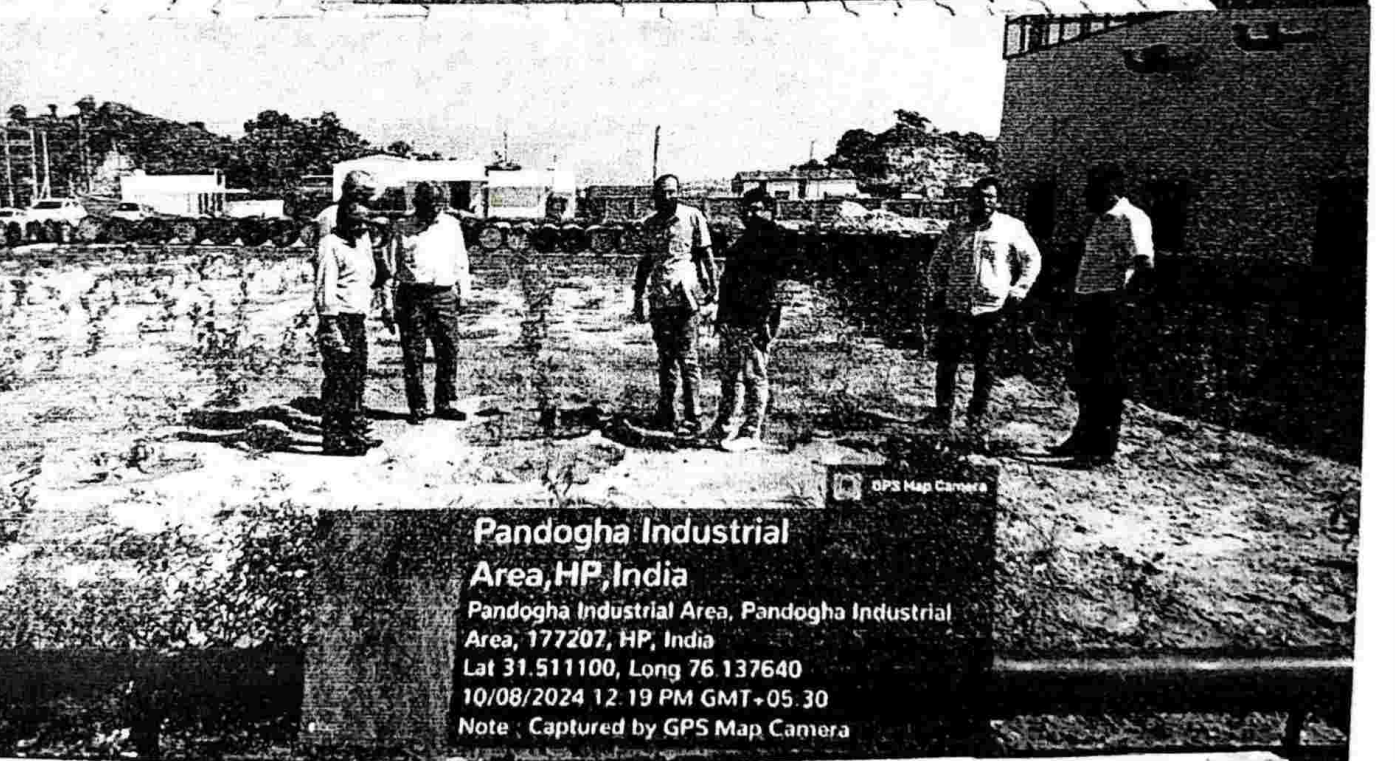 GPS Map Camera
Pandogha Industrial
Area,HP,India
Pandogha Industrial Area, Pandogha Industrial
Area, 177207, HP, India
Lat 31.511100, Long 76.137640
10/08/2024 12:19 PM GMT+05:30
Note : Captured by GPS Map Camera